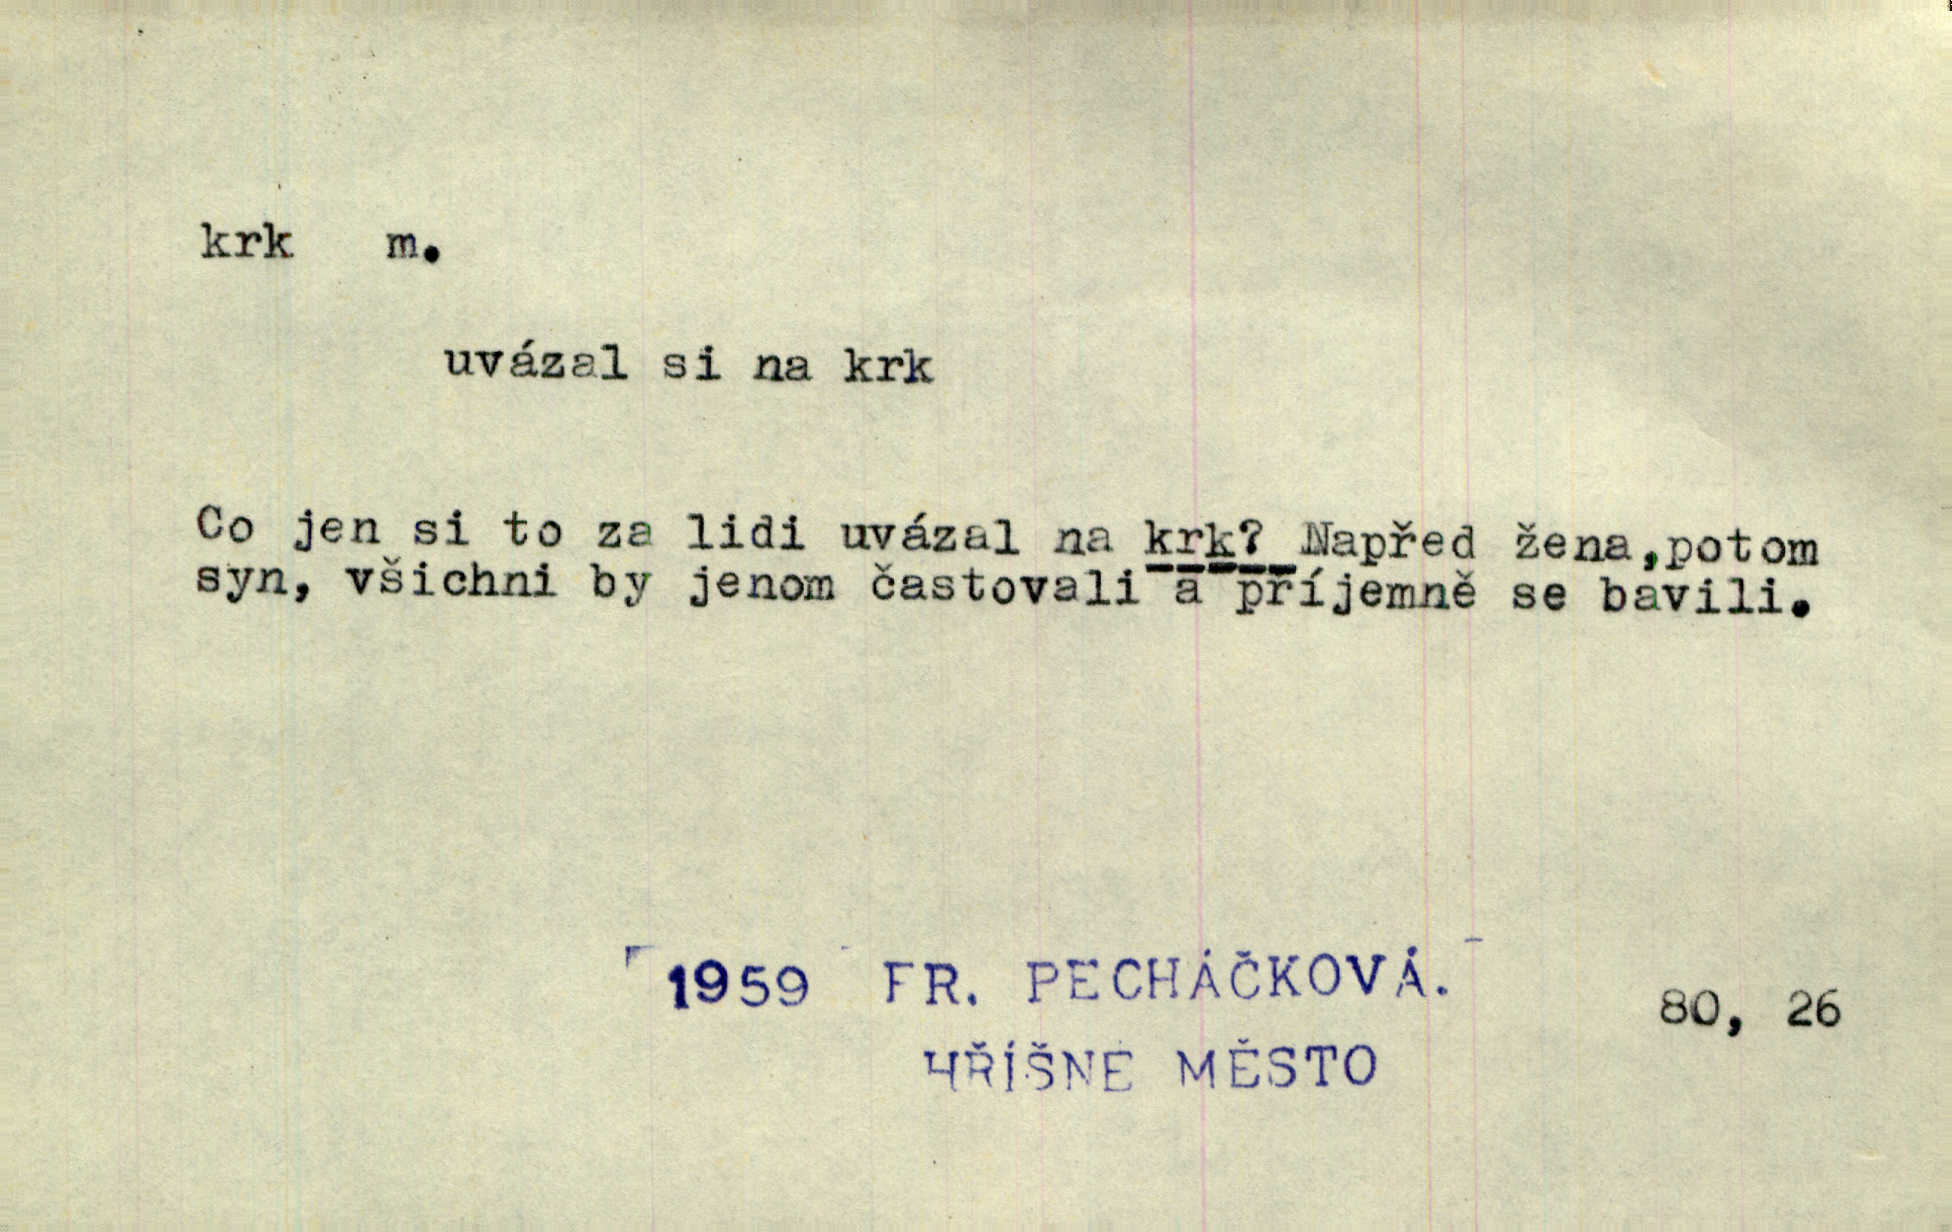 krk m.
uvázal si na krk
Co jen si to za lidi uvázal na krk? Napřed žena,potom
syn, všichni by jenom častovali a příjemně se bavili.
1959 FR. PECHÁČKOVÁ.
80, 26
HŘÍŠNÉ MĚSTO